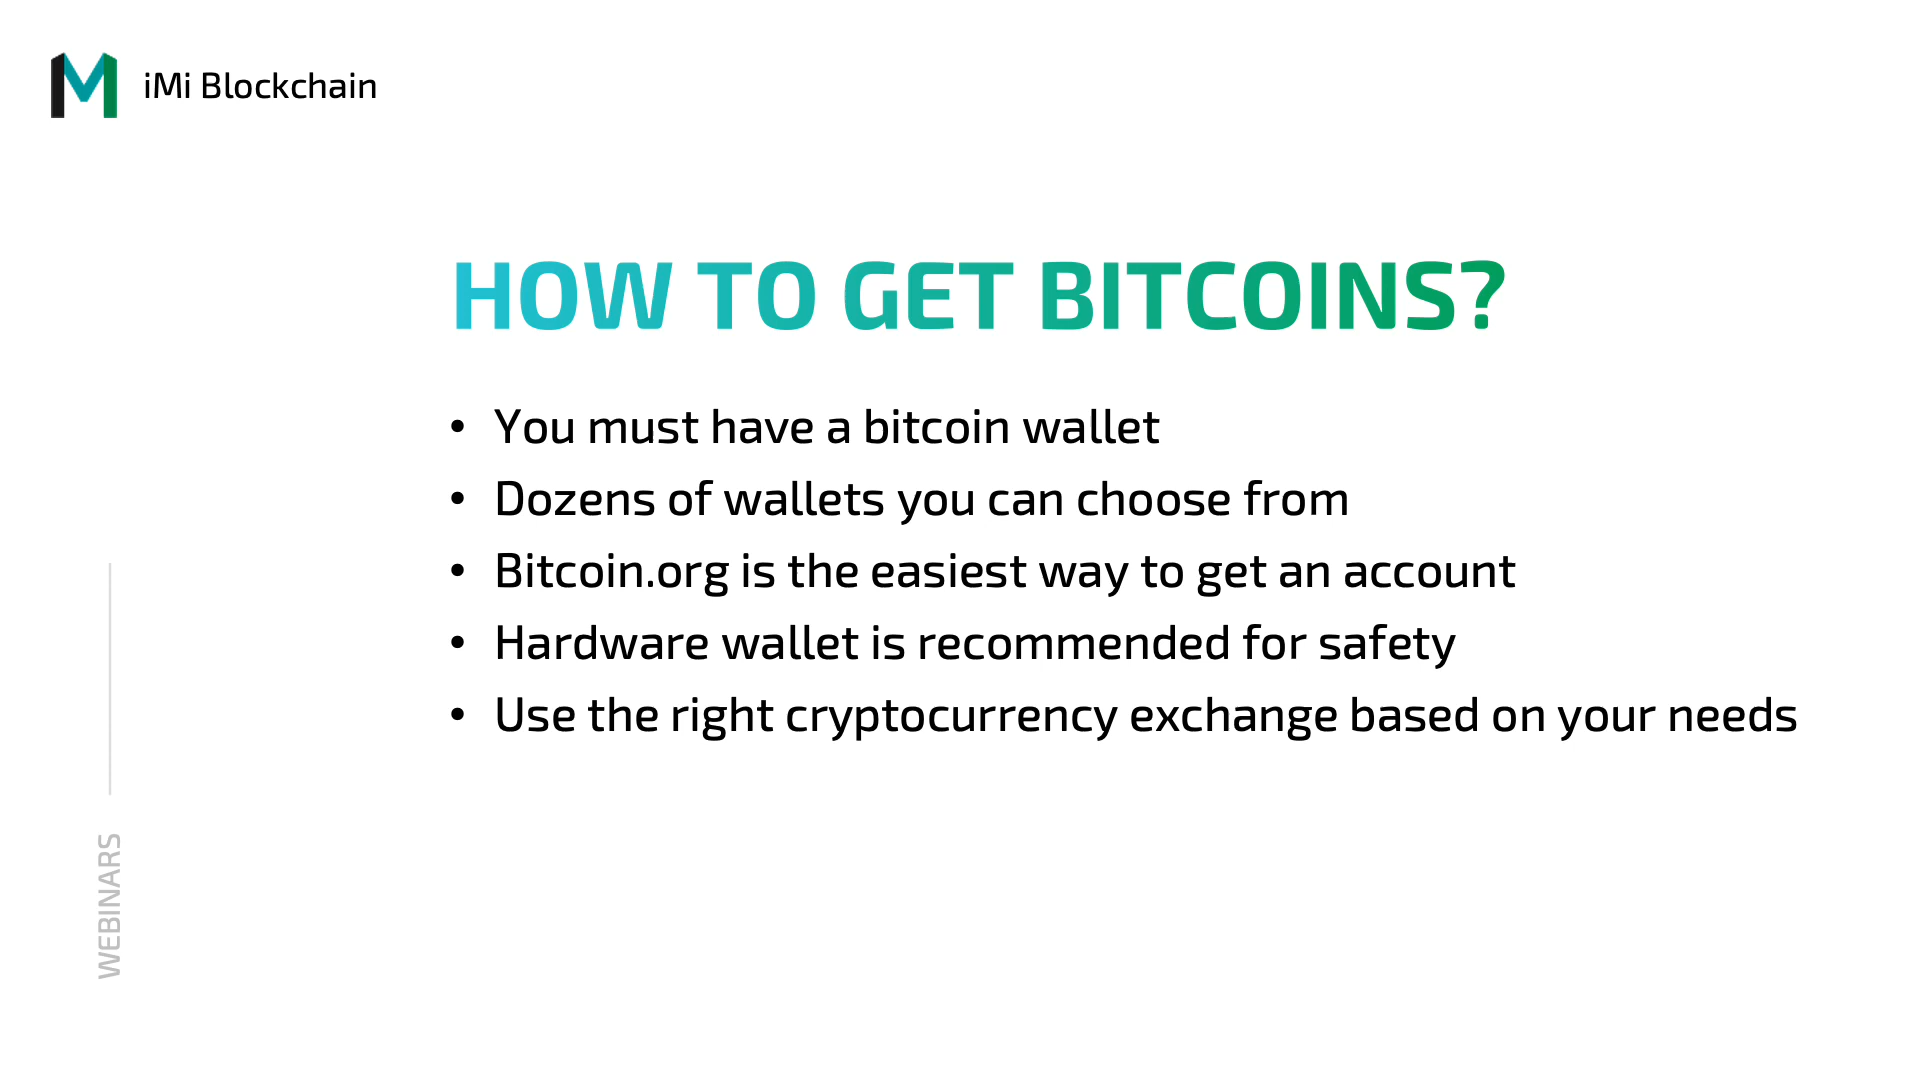 iMi Blockchain
HOW TO GET BITCOINS?
• You must have a bitcoin wallet
• Dozens of wallets you can choose from
• Bitcoin.org is the easiest way to get an account
• Hardware wallet is recommended for safety
• Use the right cryptocurrency exchange based on your needs
WEBINARS